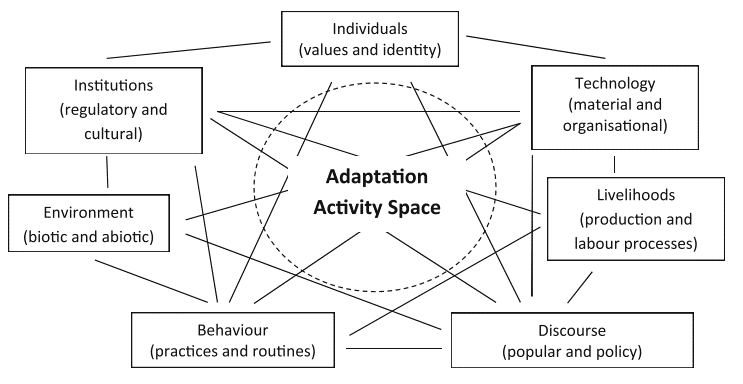 Individuals
(values and identity)
Institutions
(regulatory and
cultural)
Technology
(material and
organisational)
Adaptation
Activity Space
Environment
(biotic and abiotic)
Livelihoods
(production and
labour processes)
Behaviour
(practices and routines)
Discourse
(popular and policy)